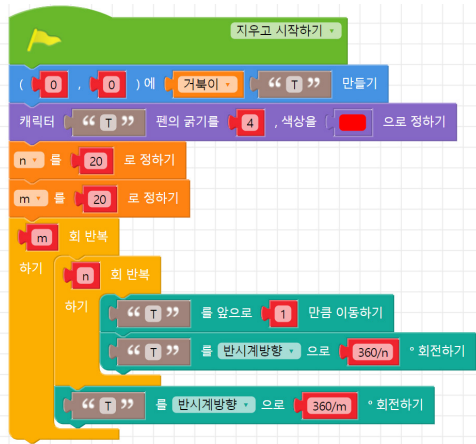 지우고 시작하기
( 0 , 0 ) 에 거북이 “ T ” 만들기
캐릭터 “ T ” 펜의 굵기를 4 , 색상을 으로 정하기
n 를 20 로 정하기
m 를 20 로 정하기
m 회 반복
하기 n 회 반복
하기 “ T ” 를 앞으로 1 만큼 이동하기
“ T ” 를 반시계방향 으로 360/n ° 회전하기
“ T ” 를 반시계방향 으로 360/m ° 회전하기